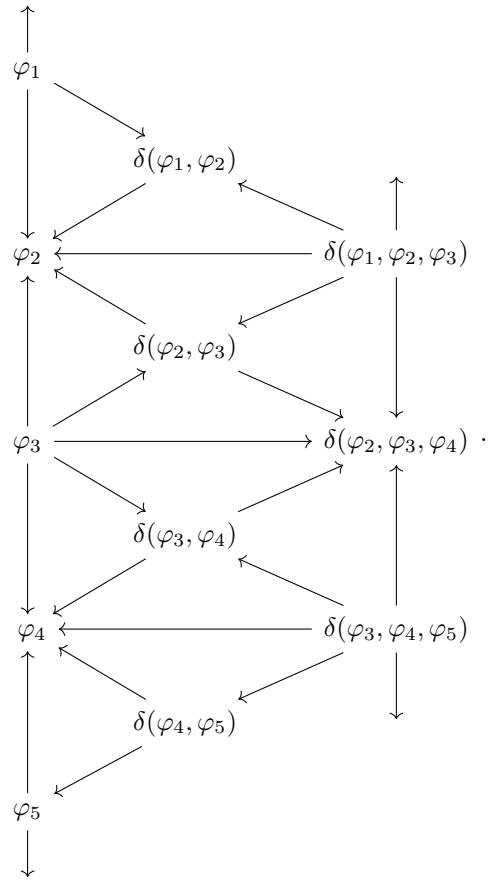 φ₁
δ(φ₁, φ₂)
φ₂ δ(φ₁, φ₂, φ₃)
δ(φ₂, φ₃)
φ₃ δ(φ₂, φ₃, φ₄) .
δ(φ₃, φ₄)
φ₄ δ(φ₃, φ₄, φ₅)
δ(φ₄, φ₅)
φ₅